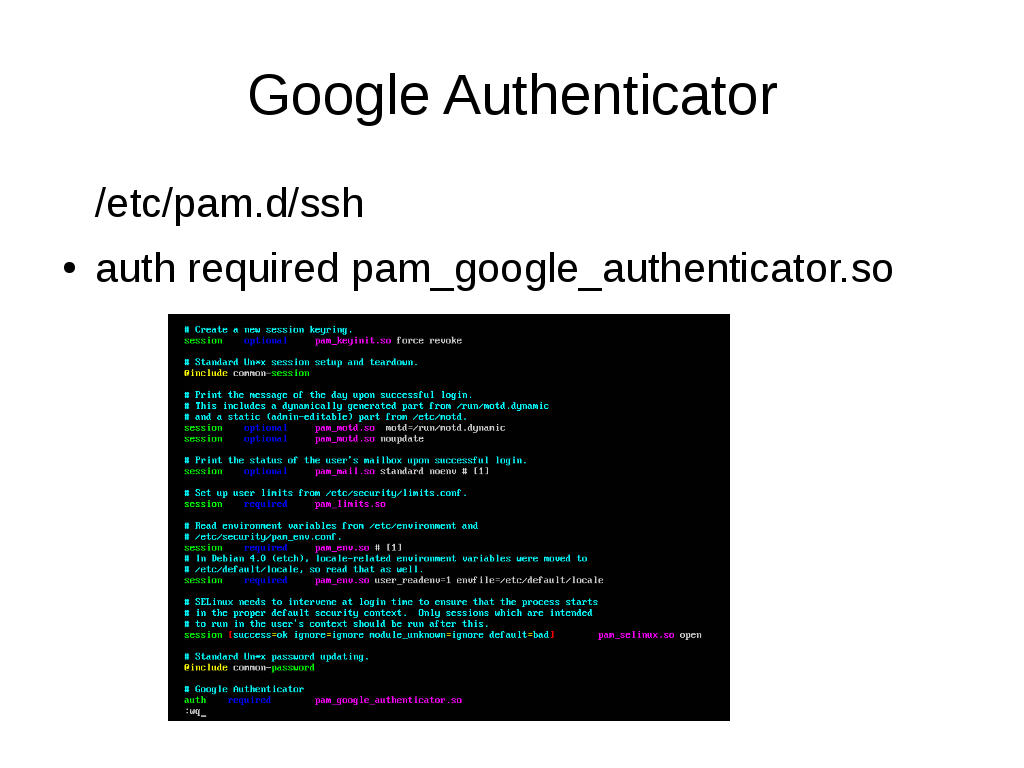 Google Authenticator
/etc/pam.d/ssh
• auth required pam_google_authenticator.so
# Create a new session keyring.
session optional pam_keyinit.so force revoke
# Standard Un*x session setup and teardown.
@include common-session
# Print the message of the day upon successful login.
# This includes a dynamically generated part from /run/motd.dynamic
# and a static (admin-editable) part from /etc/motd.
session optional pam_motd.so motd=/run/motd.dynamic
session optional pam_motd.so noupdate
# Print the status of the user's mailbox upon successful login.
session optional pam_mail.so standard noenv # [1]
# Set up user limits from /etc/security/limits.conf.
session required pam_limits.so
# Read environment variables from /etc/environment and
# /etc/security/pam_env.conf.
session required pam_env.so # [1]
# In Debian 4.0 (etch), locale-related environment variables were moved to
# /etc/default/locale, so read that as well.
session required pam_env.so user_readenv=1 envfile=/etc/default/locale
# SELinux needs to intervene at login time to ensure that the process starts
# in the proper default security context. Only sessions which are intended
# to run in the user's context should be run after this.
session [success=ok ignore=ignore module_unknown=ignore default=bad] pam_selinux.so open
# Standard Un*x password updating.
@include common-password
# Google Authenticator
auth required pam_google_authenticator.so
:wq_